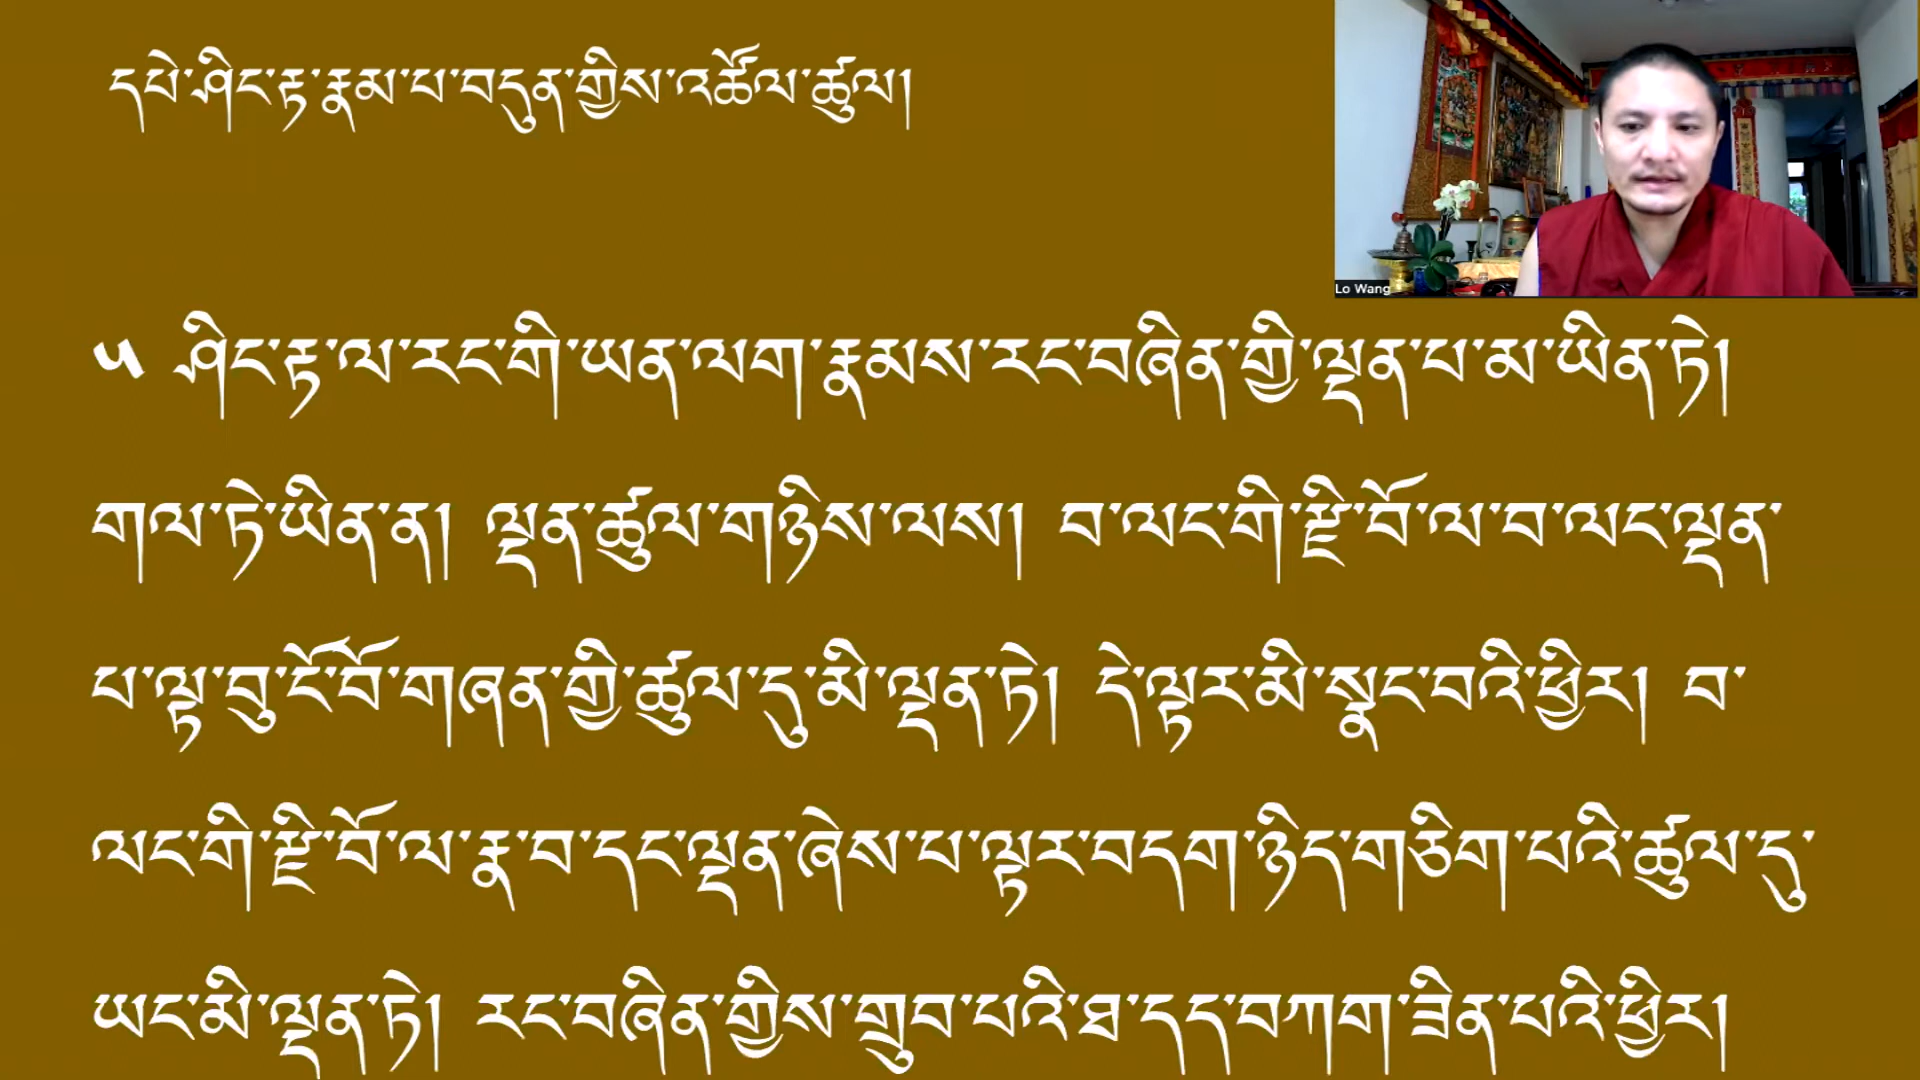 དཔེ་ཤིང་རྟ་རྣམ་པ་བདུན་གྱིས་འཚོལ་ཚུལ།
Lo Wang
༥ ཤིང་རྟ་ལ་རང་གི་ཡན་ལག་རྣམས་རང་བཞིན་གྱི་ལྡན་པ་མ་ཡིན་ཏེ།
གལ་ཏེ་ཡིན་ན། ལྡན་ཚུལ་གཉིས་ལས། བ་ལང་གི་རྫི་བོ་ལ་བ་ལང་ལྡན་
པ་ལྟ་བུ་ངོ་བོ་གཞན་གྱི་ཚུལ་དུ་མི་ལྡན་ཏེ། དེ་ལྟར་མི་སྣང་བའི་ཕྱིར། བ་
ལང་གི་རྫི་བོ་ལ་རྣ་བ་དང་ལྡན་ཞེས་པ་ལྟར་བདག་ཉིད་གཅིག་པའི་ཚུལ་དུ་
ཡང་མི་ལྡན་ཏེ། རང་བཞིན་གྱིས་གྲུབ་པའི་ཐ་དད་བཀག་ཟིན་པའི་ཕྱིར།